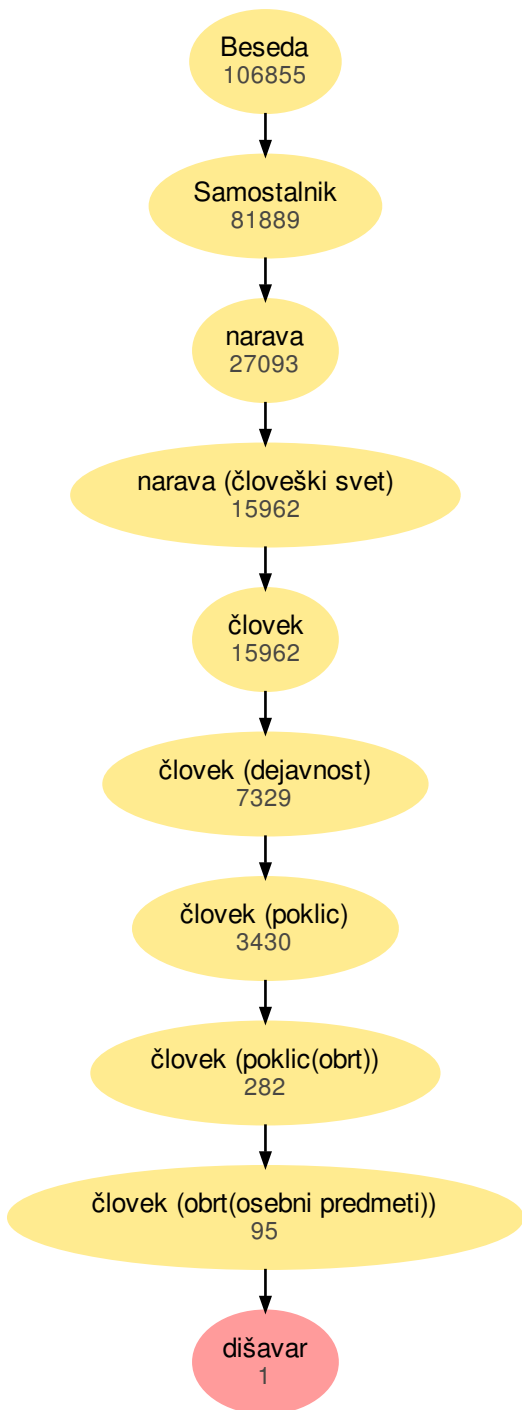 Beseda
106855
Samostalnik
81889
narava
27093
narava (človeški svet)
15962
človek
15962
človek (dejavnost)
7329
človek (poklic)
3430
človek (poklic(obrt))
282
človek (obrt(osebni predmeti))
95
dišavar
1